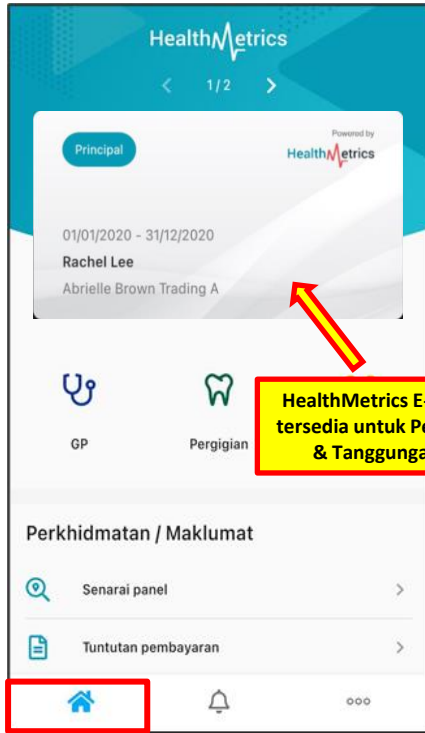 HealthMetrics
1/2
Principal
Powered by
HealthMetrics
01/01/2020 - 31/12/2020
Rachel Lee
Abrielle Brown Trading A
HealthMetrics E-
tersedia untuk
& Tanggunga
GP
Pergigian
Perkhidmatan / Maklumat
Senarai panel
Tuntutan pembayaran